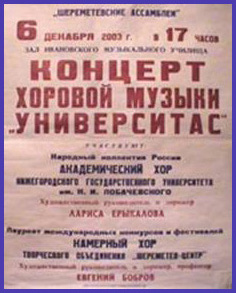 „ШЕРЕМЕТЕВСКИЕ АССАМБЛЕИ"
6 ДЕКАБРЯ 2003 г. в 17 ЧАСОВ
ЗАЛ ИВАНОВСКОГО МУЗЫКАЛЬНОГО УЧИЛИЩА
КОНЦЕРТ
ХОРОВОЙ МУЗЫКИ
„УНИВЕРСИТАС"
УЧАСТВУЮТ:
Народный коллектив России
АКАДЕМИЧЕСКИЙ ХОР
НИЖЕГОРОДСКОГО ГОСУДАРСТВЕННОГО УНИВЕРСИТЕТА
им. Н. И. ЛОБАЧЕВСКОГО
Художественный руководитель и дирижер
ЛАРИСА ЕРЫКАЛОВА
Лауреат международных конкурсов и фестивалей
КАМЕРНЫЙ ХОР
ТВОРЧЕСКОГО ОБЪЕДИНЕНИЯ „ШЕРЕМЕТЕВ-ЦЕНТР"
Художественный руководитель и дирижер, профессор
ЕВГЕНИЙ БОБРОВ